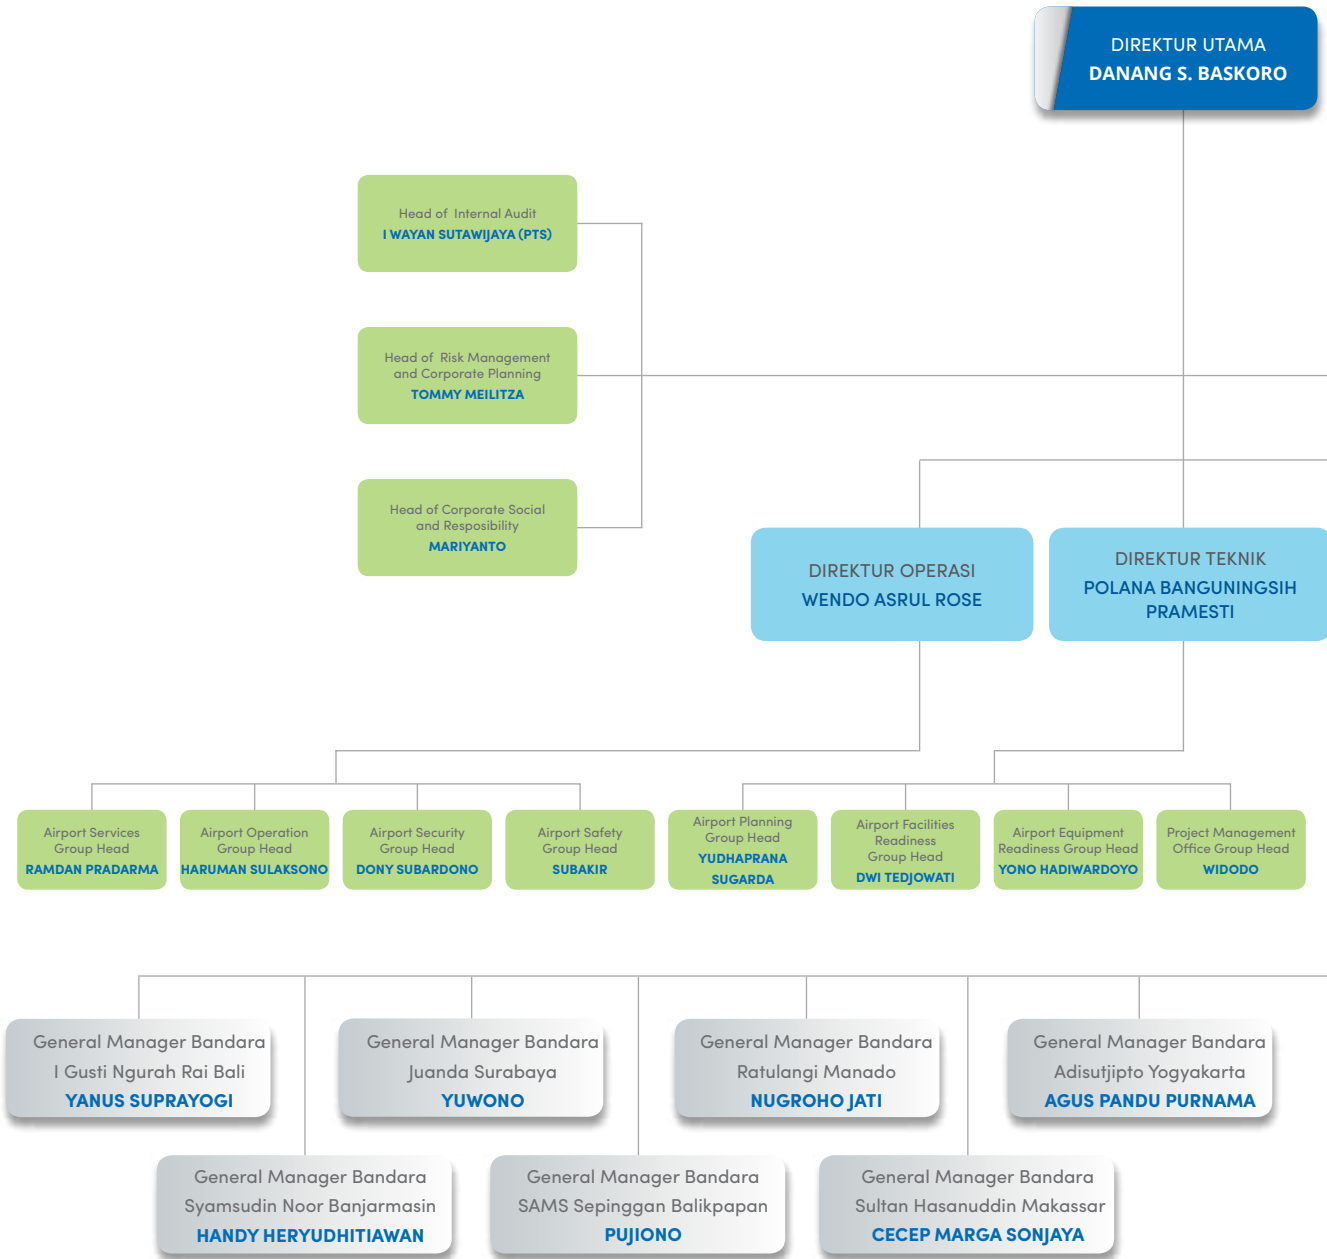 DIREKTUR UTAMA
DANANG S. BASKORO
Head of Internal Audit
I WAYAN SUTAWIJAYA (PTS)
Head of Risk Management
and Corporate Planning
TOMMY MEILITZA
Head of Corporate Social
and Resposibility
MARIYANTO
DIREKTUR OPERASI
WENDO ASRUL ROSE
DIREKTUR TEKNIK
POLANA BANGUNINGSIH
PRAMESTI
Airport Services
Group Head
RAMDAN PRADARMA
Airport Operation
Group Head
HARUMAN SULAKSONO
Airport Security
Group Head
DONY SUBARDONO
Airport Safety
Group Head
SUBAKIR
Airport Planning
Group Head
YUDHAPRANA
SUGARDA
Airport Facilities
Readiness
Group Head
DWI TEDJOWATI
Airport Equipment
Readiness Group Head
YONO HADIWARDOYO
Project Management
Office Group Head
WIDODO
General Manager Bandara
I Gusti Ngurah Rai Bali
YANUS SUPRAYOGI
General Manager Bandara
Juanda Surabaya
YUWONO
General Manager Bandara
Ratulangi Manado
NUGROHO JATI
General Manager Bandara
Adisutjipto Yogyakarta
AGUS PANDU PURNAMA
General Manager Bandara
Syamsudin Noor Banjarmasin
HANDY HERYUDHITIAWAN
General Manager Bandara
SAMS Sepinggan Balikpapan
PUJIONO
General Manager Bandara
Sultan Hasanuddin Makassar
CECEP MARGA SONJAYA